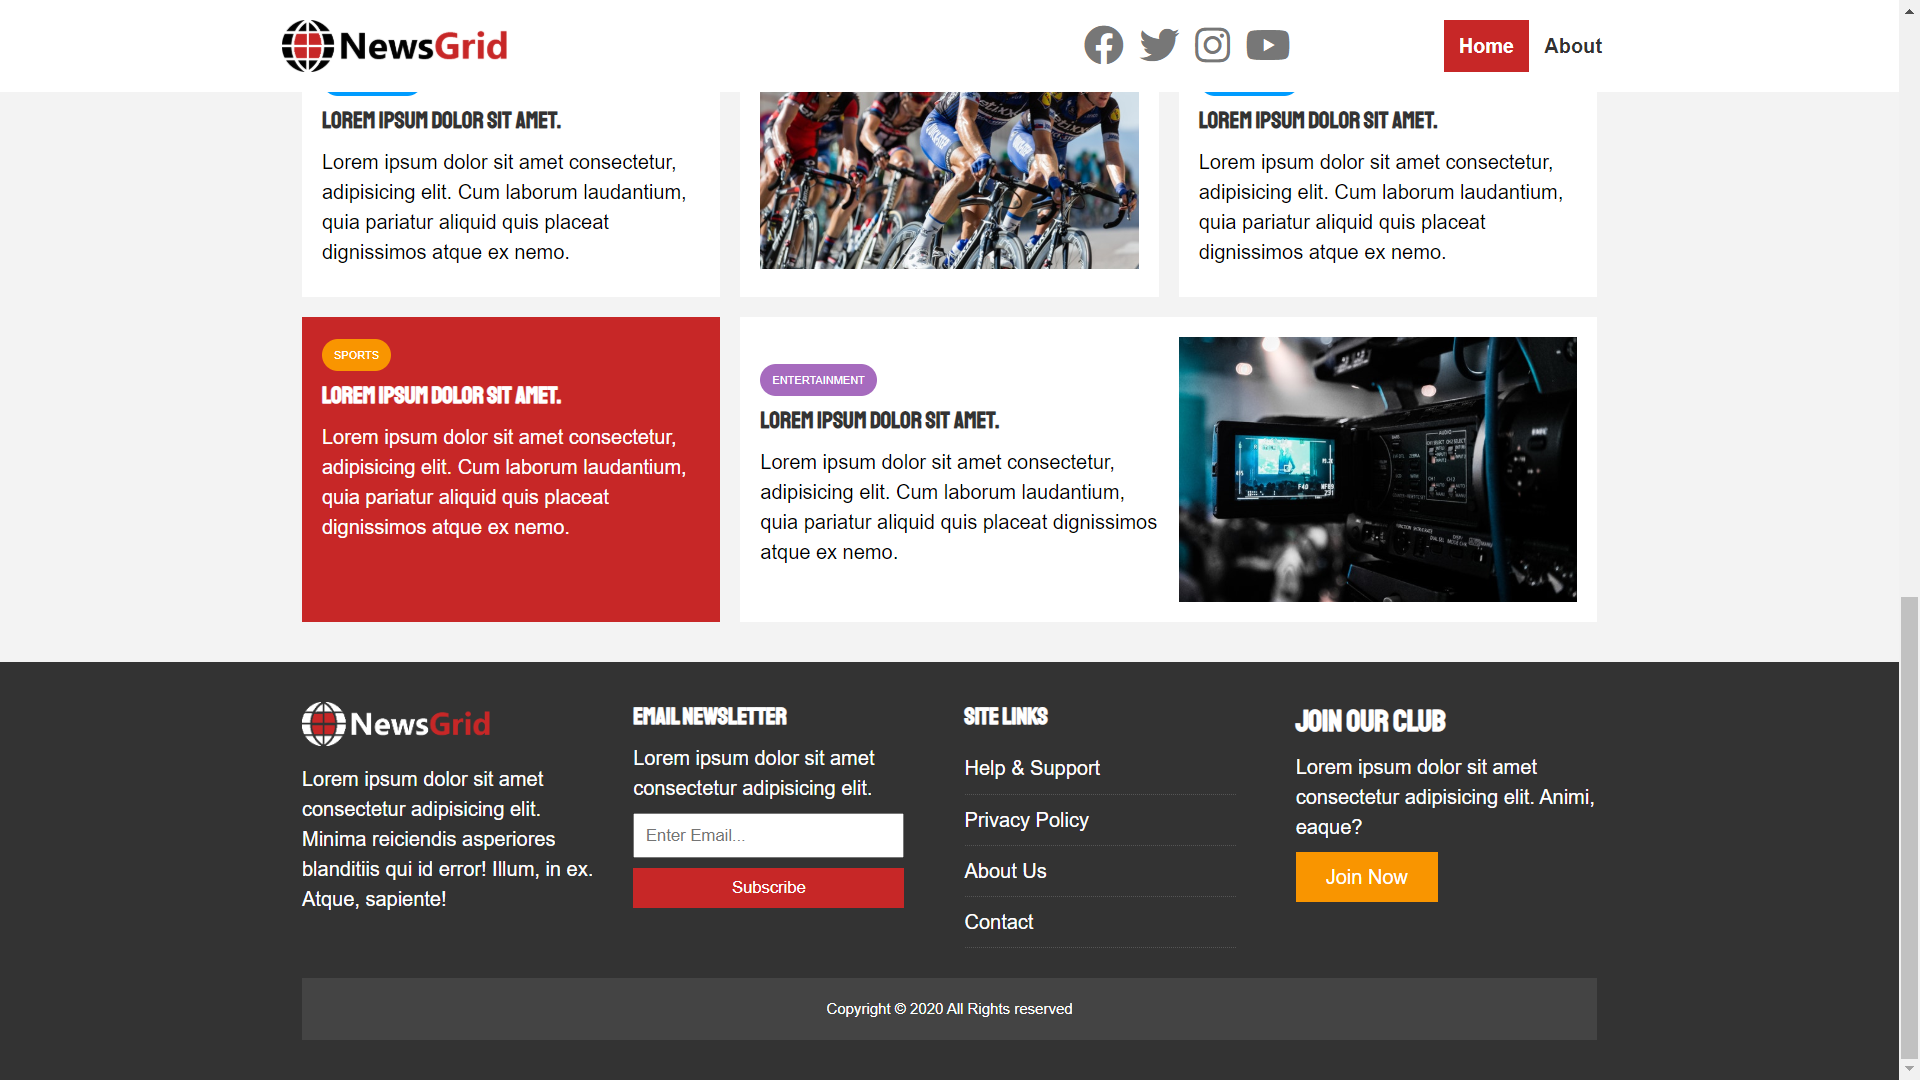 NewsGrid
Home
About
LOREM IPSUM DOLOR SIT AMET.
Lorem ipsum dolor sit amet consectetur,
adipisicing elit. Cum laborum laudantium,
quia pariatur aliquid quis placeat
dignissimos atque ex nemo.
LOREM IPSUM DOLOR SIT AMET.
Lorem ipsum dolor sit amet consectetur,
adipisicing elit. Cum laborum laudantium,
quia pariatur aliquid quis placeat
dignissimos atque ex nemo.
SPORTS
LOREM IPSUM DOLOR SIT AMET.
Lorem ipsum dolor sit amet consectetur,
adipisicing elit. Cum laborum laudantium,
quia pariatur aliquid quis placeat
dignissimos atque ex nemo.
ENTERTAINMENT
LOREM IPSUM DOLOR SIT AMET.
Lorem ipsum dolor sit amet consectetur,
adipisicing elit. Cum laborum laudantium,
quia pariatur aliquid quis placeat dignissimos
atque ex nemo.
NewsGrid
Lorem ipsum dolor sit amet
consectetur adipisicing elit.
Minima reiciendis asperiores
blanditiis qui id error! Illum, in ex.
Atque, sapiente!
EMAIL NEWSLETTER
Lorem ipsum dolor sit amet
consectetur adipisicing elit.
Enter Email...
Subscribe
SITE LINKS
Help & Support
Privacy Policy
About Us
Contact
JOIN OUR CLUB
Lorem ipsum dolor sit amet
consectetur adipisicing elit. Animi,
eaque?
Join Now
Copyright © 2020 All Rights reserved